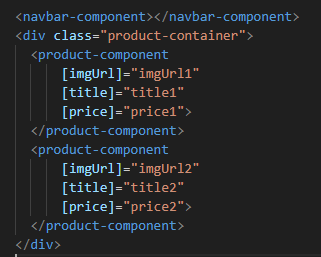 <navbar-component></navbar-component>
<div class="product-container">
<product-component
[imgUrl]="imgUrl1"
[title]="title1"
[price]="price1">
</product-component>
<product-component
[imgUrl]="imgUrl2"
[title]="title2"
[price]="price2">
</product-component>
</div>